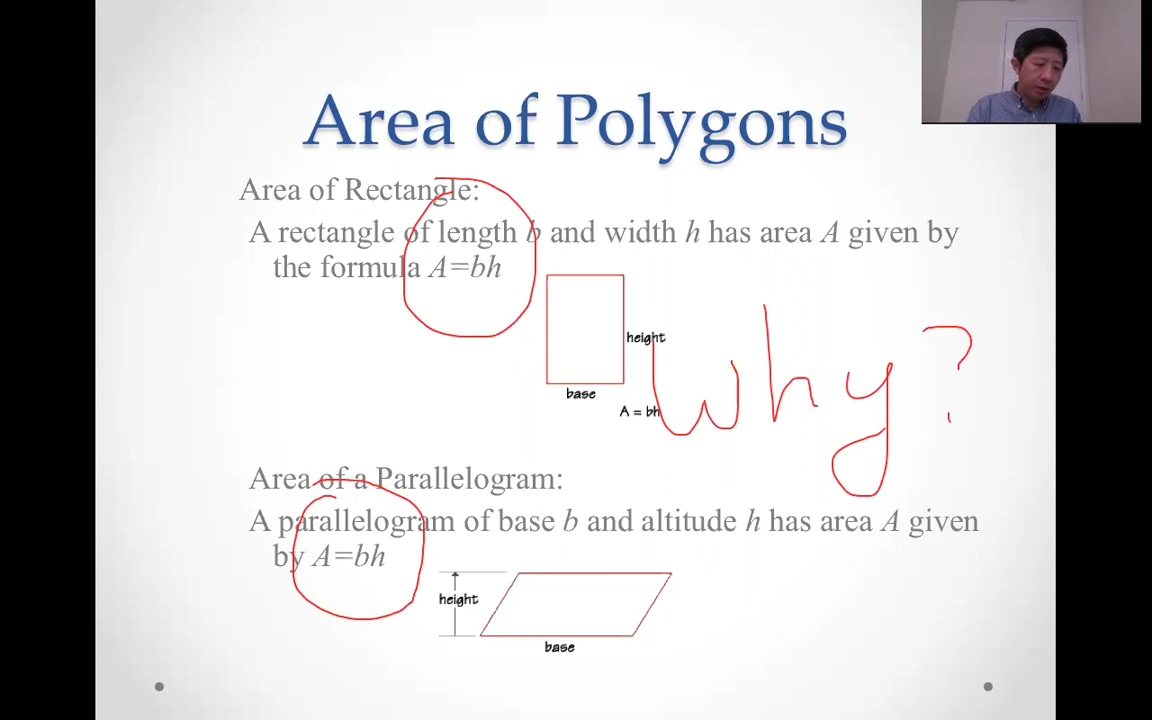 Area of Polygons
Area of Rectangle:
A rectangle of length b and width h has area A given by
the formula A=bh
height
base
A = bh
why?
Area of a Parallelogram:
A parallelogram of base b and altitude h has area A given
by A=bh
height
base